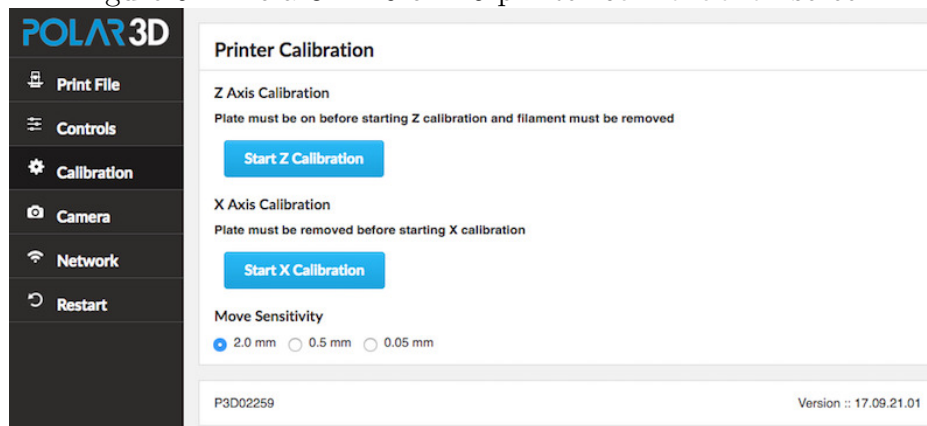 POLAR3D
Print File
Controls
Calibration
Camera
Network
Restart
Printer Calibration
Z Axis Calibration
Plate must be on before starting Z calibration and filament must be removed
Start Z Calibration
X Axis Calibration
Plate must be removed before starting X calibration
Start X Calibration
Move Sensitivity
2.0 mm 0.5 mm 0.05 mm
P3D02259 Version :: 17.09.21.01